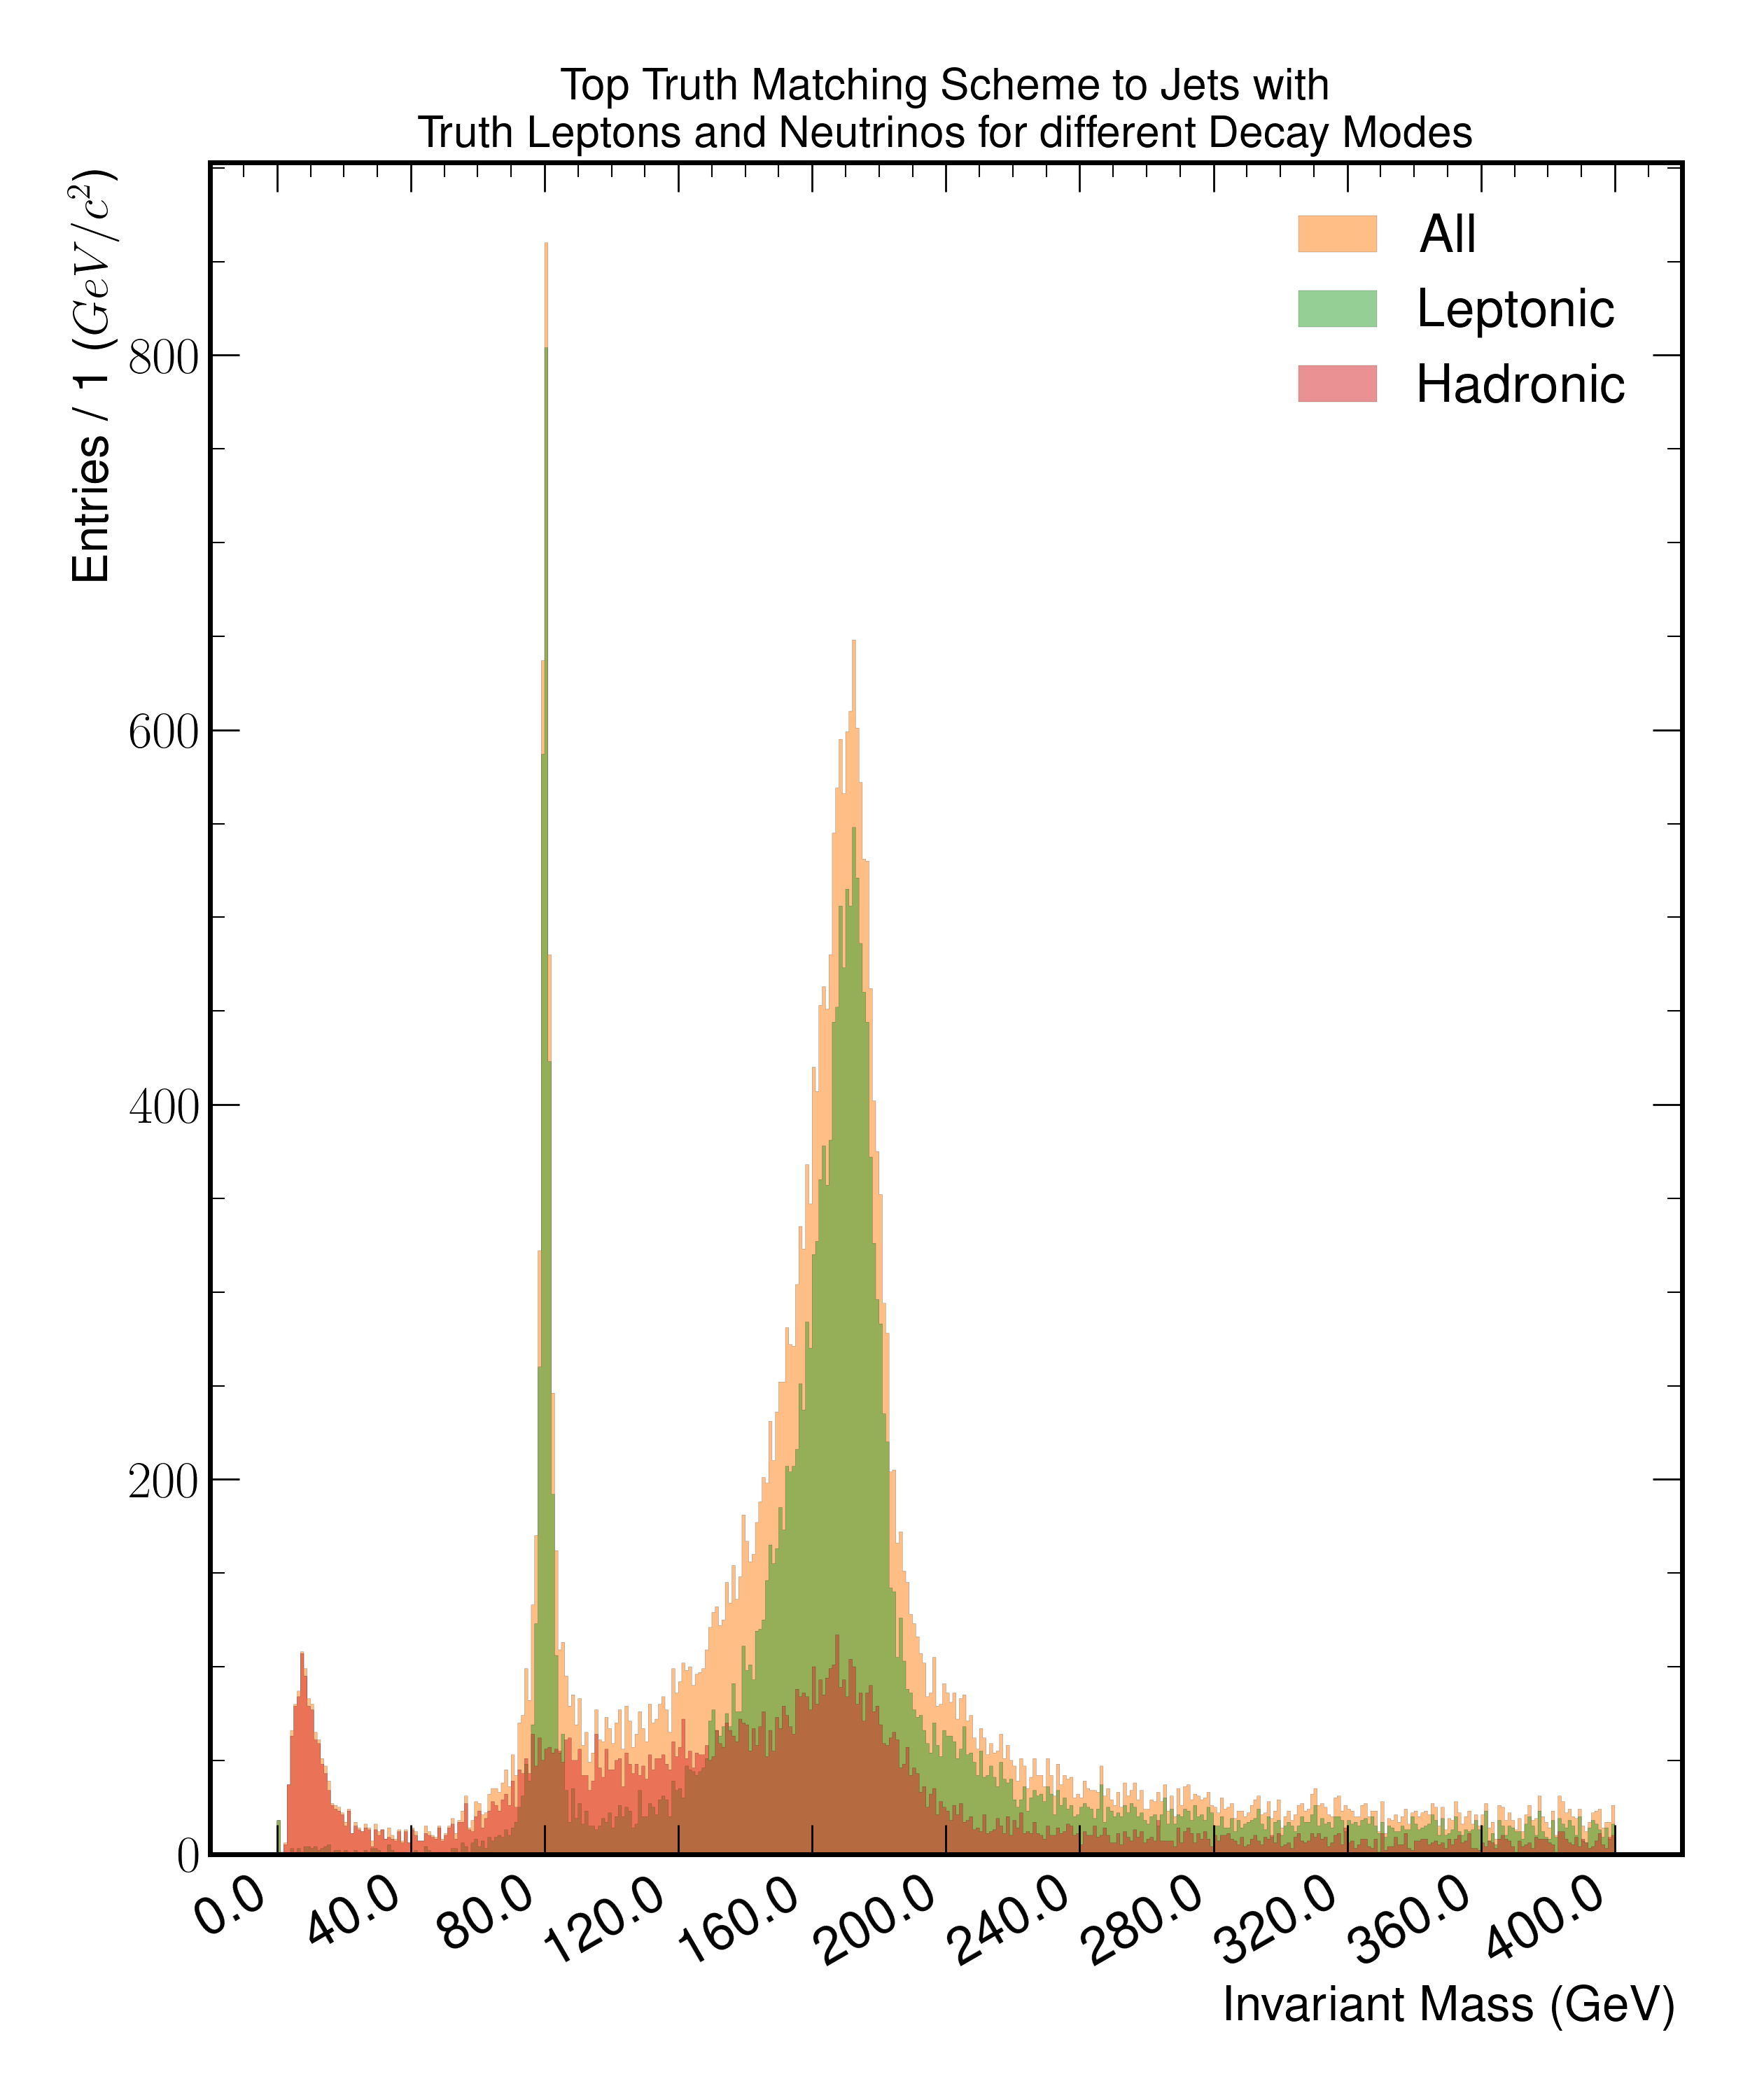 Top Truth Matching Scheme to Jets with
Truth Leptons and Neutrinos for different Decay Modes
Entries / 1 (GeV/c²)
All
Leptonic
Hadronic
800
600
400
200
0
0.0 40.0 80.0 120.0 160.0 200.0 240.0 280.0 320.0 360.0 400.0
Invariant Mass (GeV)